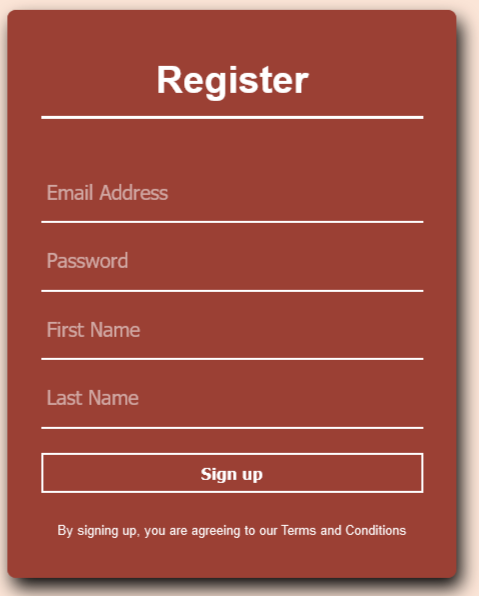 Register
Email Address
Password
First Name
Last Name
Sign up
By signing up, you are agreeing to our Terms and Conditions